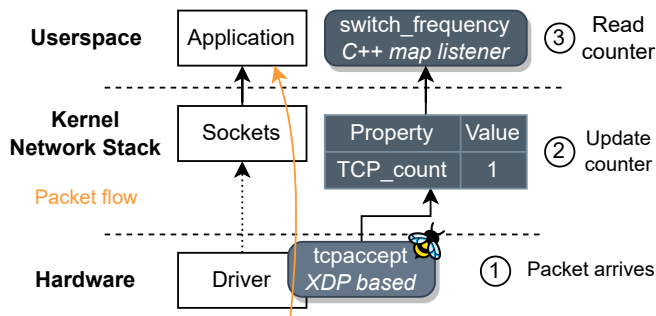 Userspace
Application
switch_frequency
C++ map listener
3
Read
counter
Kernel
Network Stack
Sockets
Property
Value
TCP_count
1
2
Update
counter
Packet flow
Hardware
Driver
tcpaccept
XDP based
1
Packet arrives